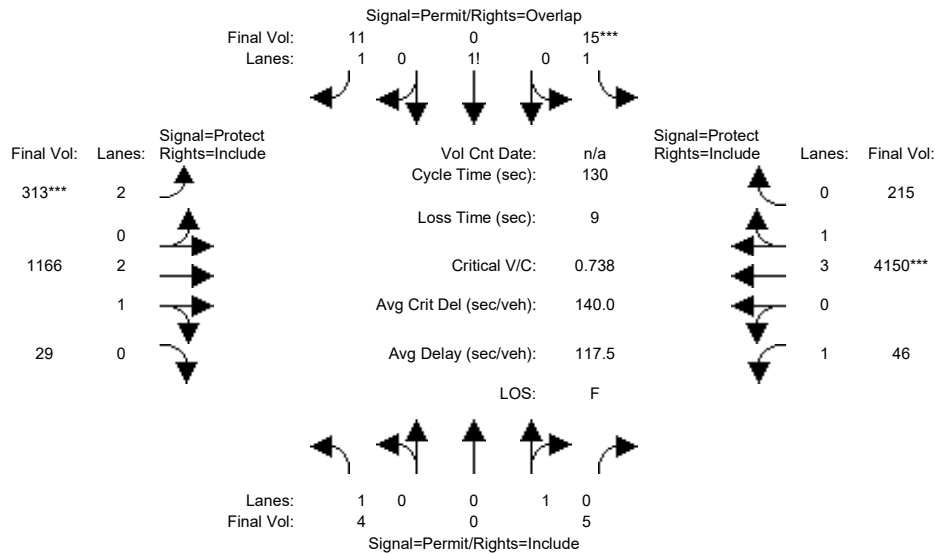 Signal=Permit/Rights=Overlap
Final Vol: 11 0 15***
Lanes: 1 0 1! 0 1
Signal=Protect Signal=Protect
Final Vol: Lanes: Rights=Include Vol Cnt Date: n/a Rights=Include Lanes: Final Vol:
Cycle Time (sec): 130
313*** 2 0 215
Loss Time (sec): 9
0 1
1166 2 Critical V/C: 0.738 3 4150***
1 Avg Crit Del (sec/veh): 140.0 0
29 0 Avg Delay (sec/veh): 117.5 1 46
LOS: F
Lanes: 1 0 0 1 0
Final Vol: 4 0 5
Signal=Permit/Rights=Include